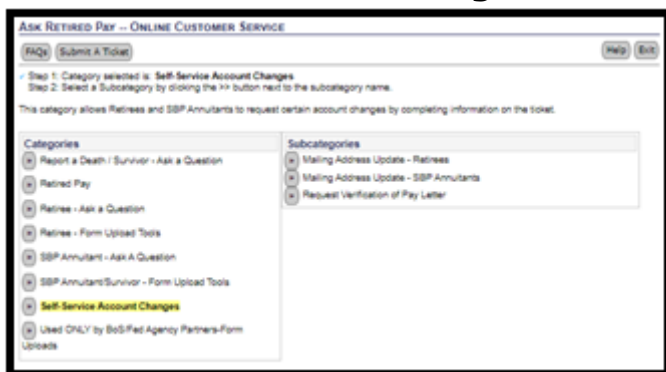 ASK RETIRED PAY -- ONLINE CUSTOMER SERVICE
FAQs Submit A Ticket Help Exit
✓ Step 1: Category selected is: Self-Service Account Changes
Step 2: Select a Subcategory by clicking the >> button next to the subcategory name.
This category allows Retirees and SBP Annuitants to request certain account changes by completing information on the ticket.
Categories
» Report a Death / Survivor - Ask a Question
» Retired Pay
» Retiree - Ask a Question
» Retiree - Form Upload Tools
» SBP Annuitant - Ask A Question
» SBP Annuitant/Survivor - Form Upload Tools
» Self-Service Account Changes
» Used ONLY by BoS/Fed Agency Partners-Form
Uploads
Subcategories
» Mailing Address Update - Retirees
» Mailing Address Update - SBP Annuitants
» Request Verification of Pay Letter